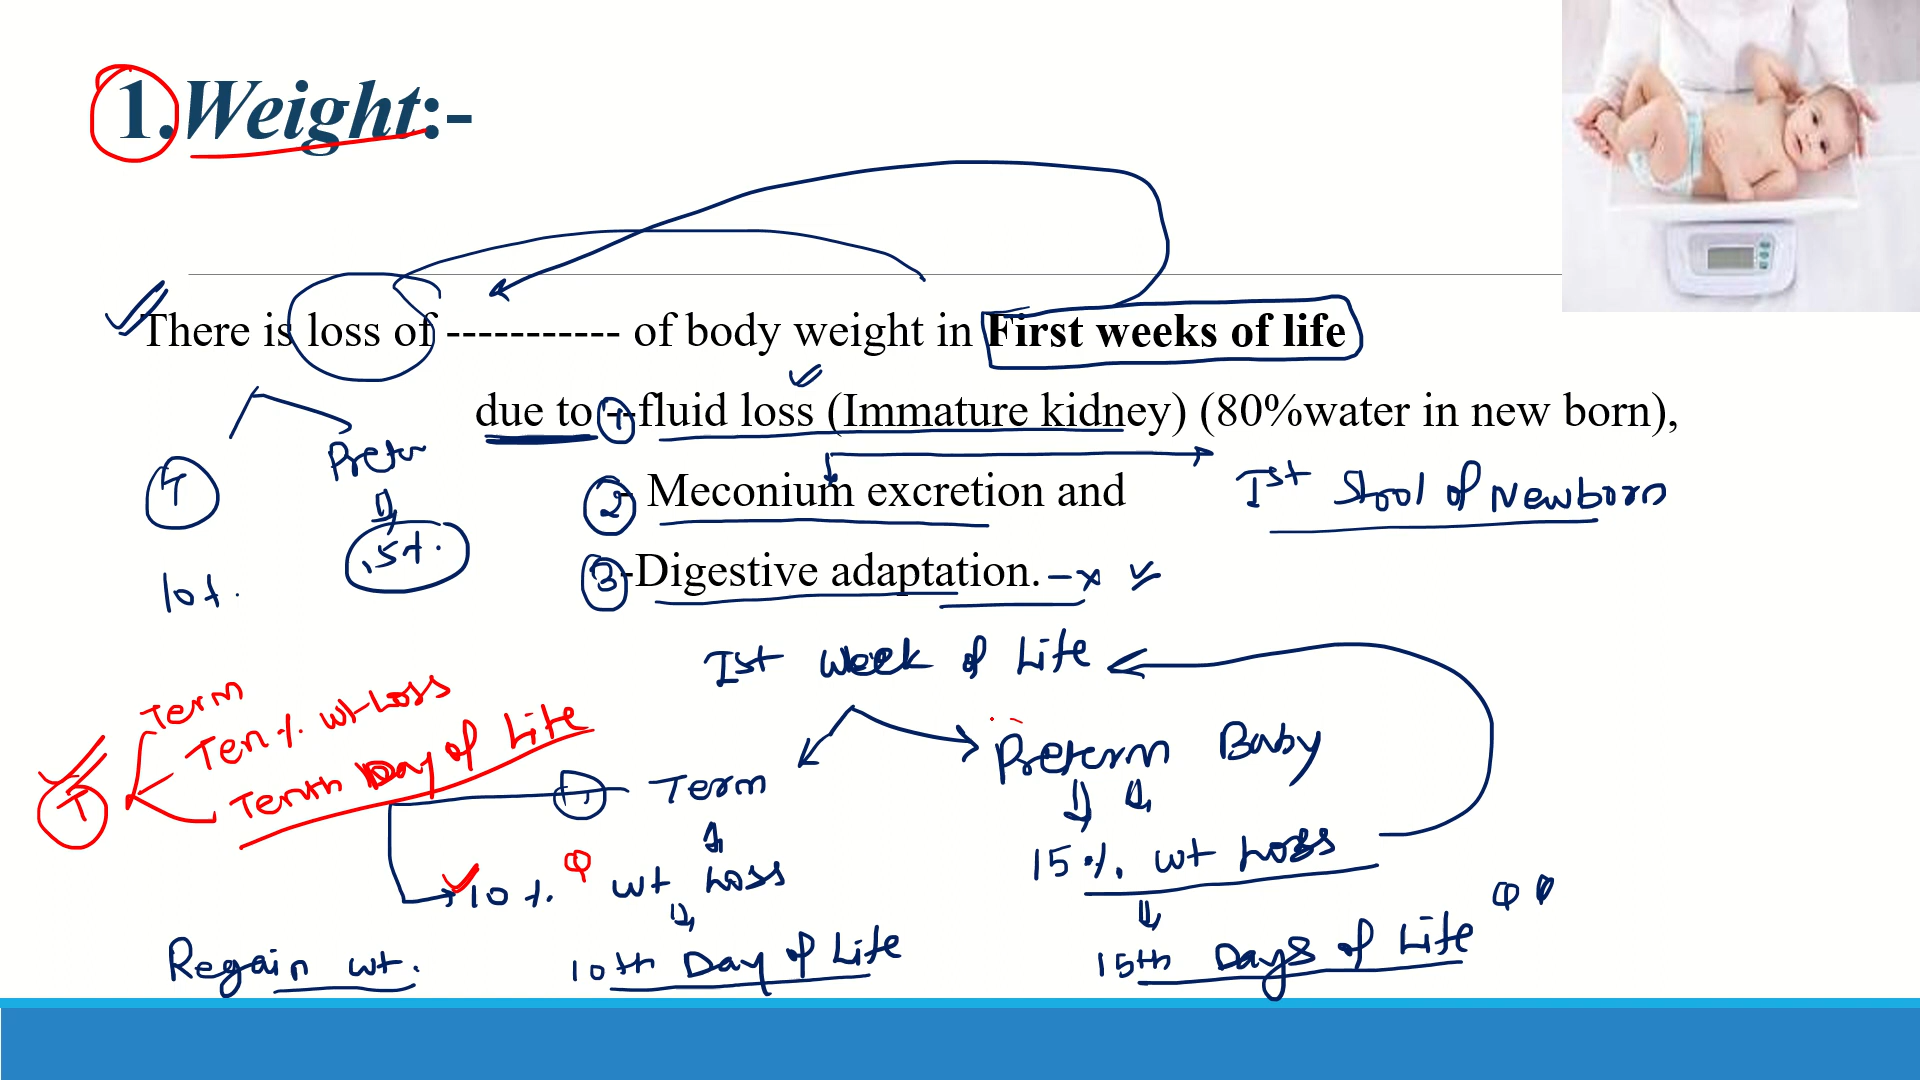 1.Weight:-
There is loss of ----------- of body weight in First weeks of life
due to 1 --fluid loss (Immature kidney) (80%water in new born),
2 - Meconium excretion and
Ist Stool of Newborn
3 -Digestive adaptation.
T
10%.
Preter
15%.
Ist week of Life
Term
Ten % wt Loss
Tenth Day of Life
T
Term
Preterm Baby
10%. wt Loss
15%. wt Loss
Regain wt.
10th Day of Life
15th Days of Life